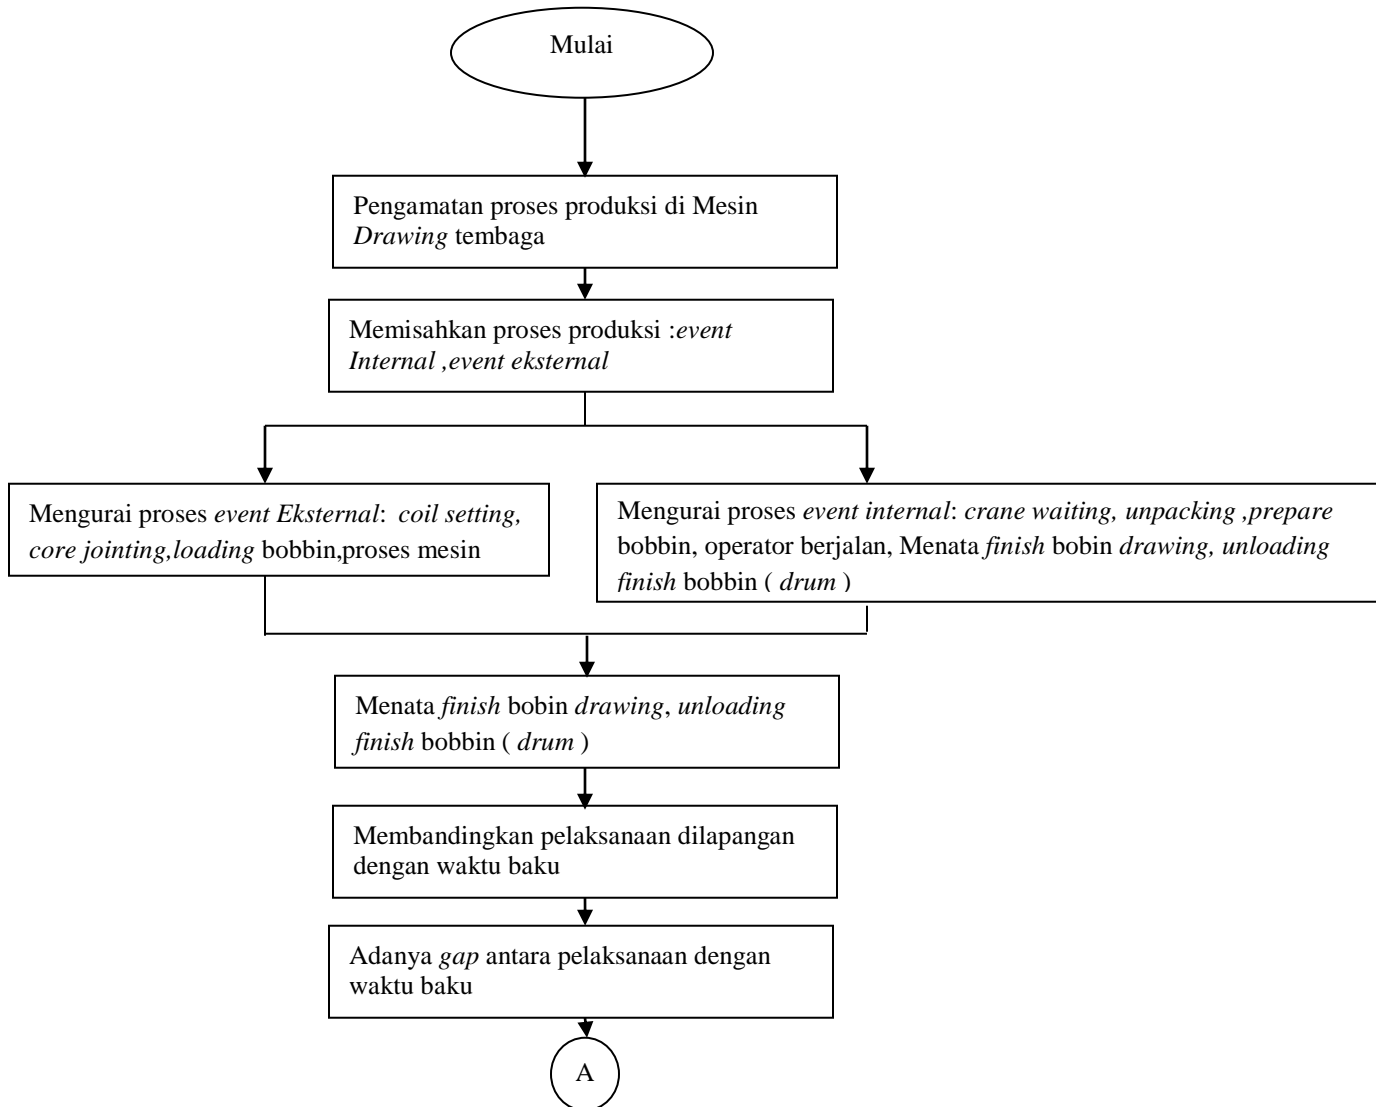 Mulai
Pengamatan proses produksi di Mesin
Drawing tembaga
Memisahkan proses produksi :event
Internal ,event eksternal
Mengurai proses event Eksternal: coil setting,
core jointing,loading bobbin,proses mesin
Mengurai proses event internal: crane waiting, unpacking ,prepare
bobbin, operator berjalan, Menata finish bobin drawing, unloading
finish bobbin ( drum )
Menata finish bobin drawing, unloading
finish bobbin ( drum )
Membandingkan pelaksanaan dilapangan
dengan waktu baku
Adanya gap antara pelaksanaan dengan
waktu baku
A